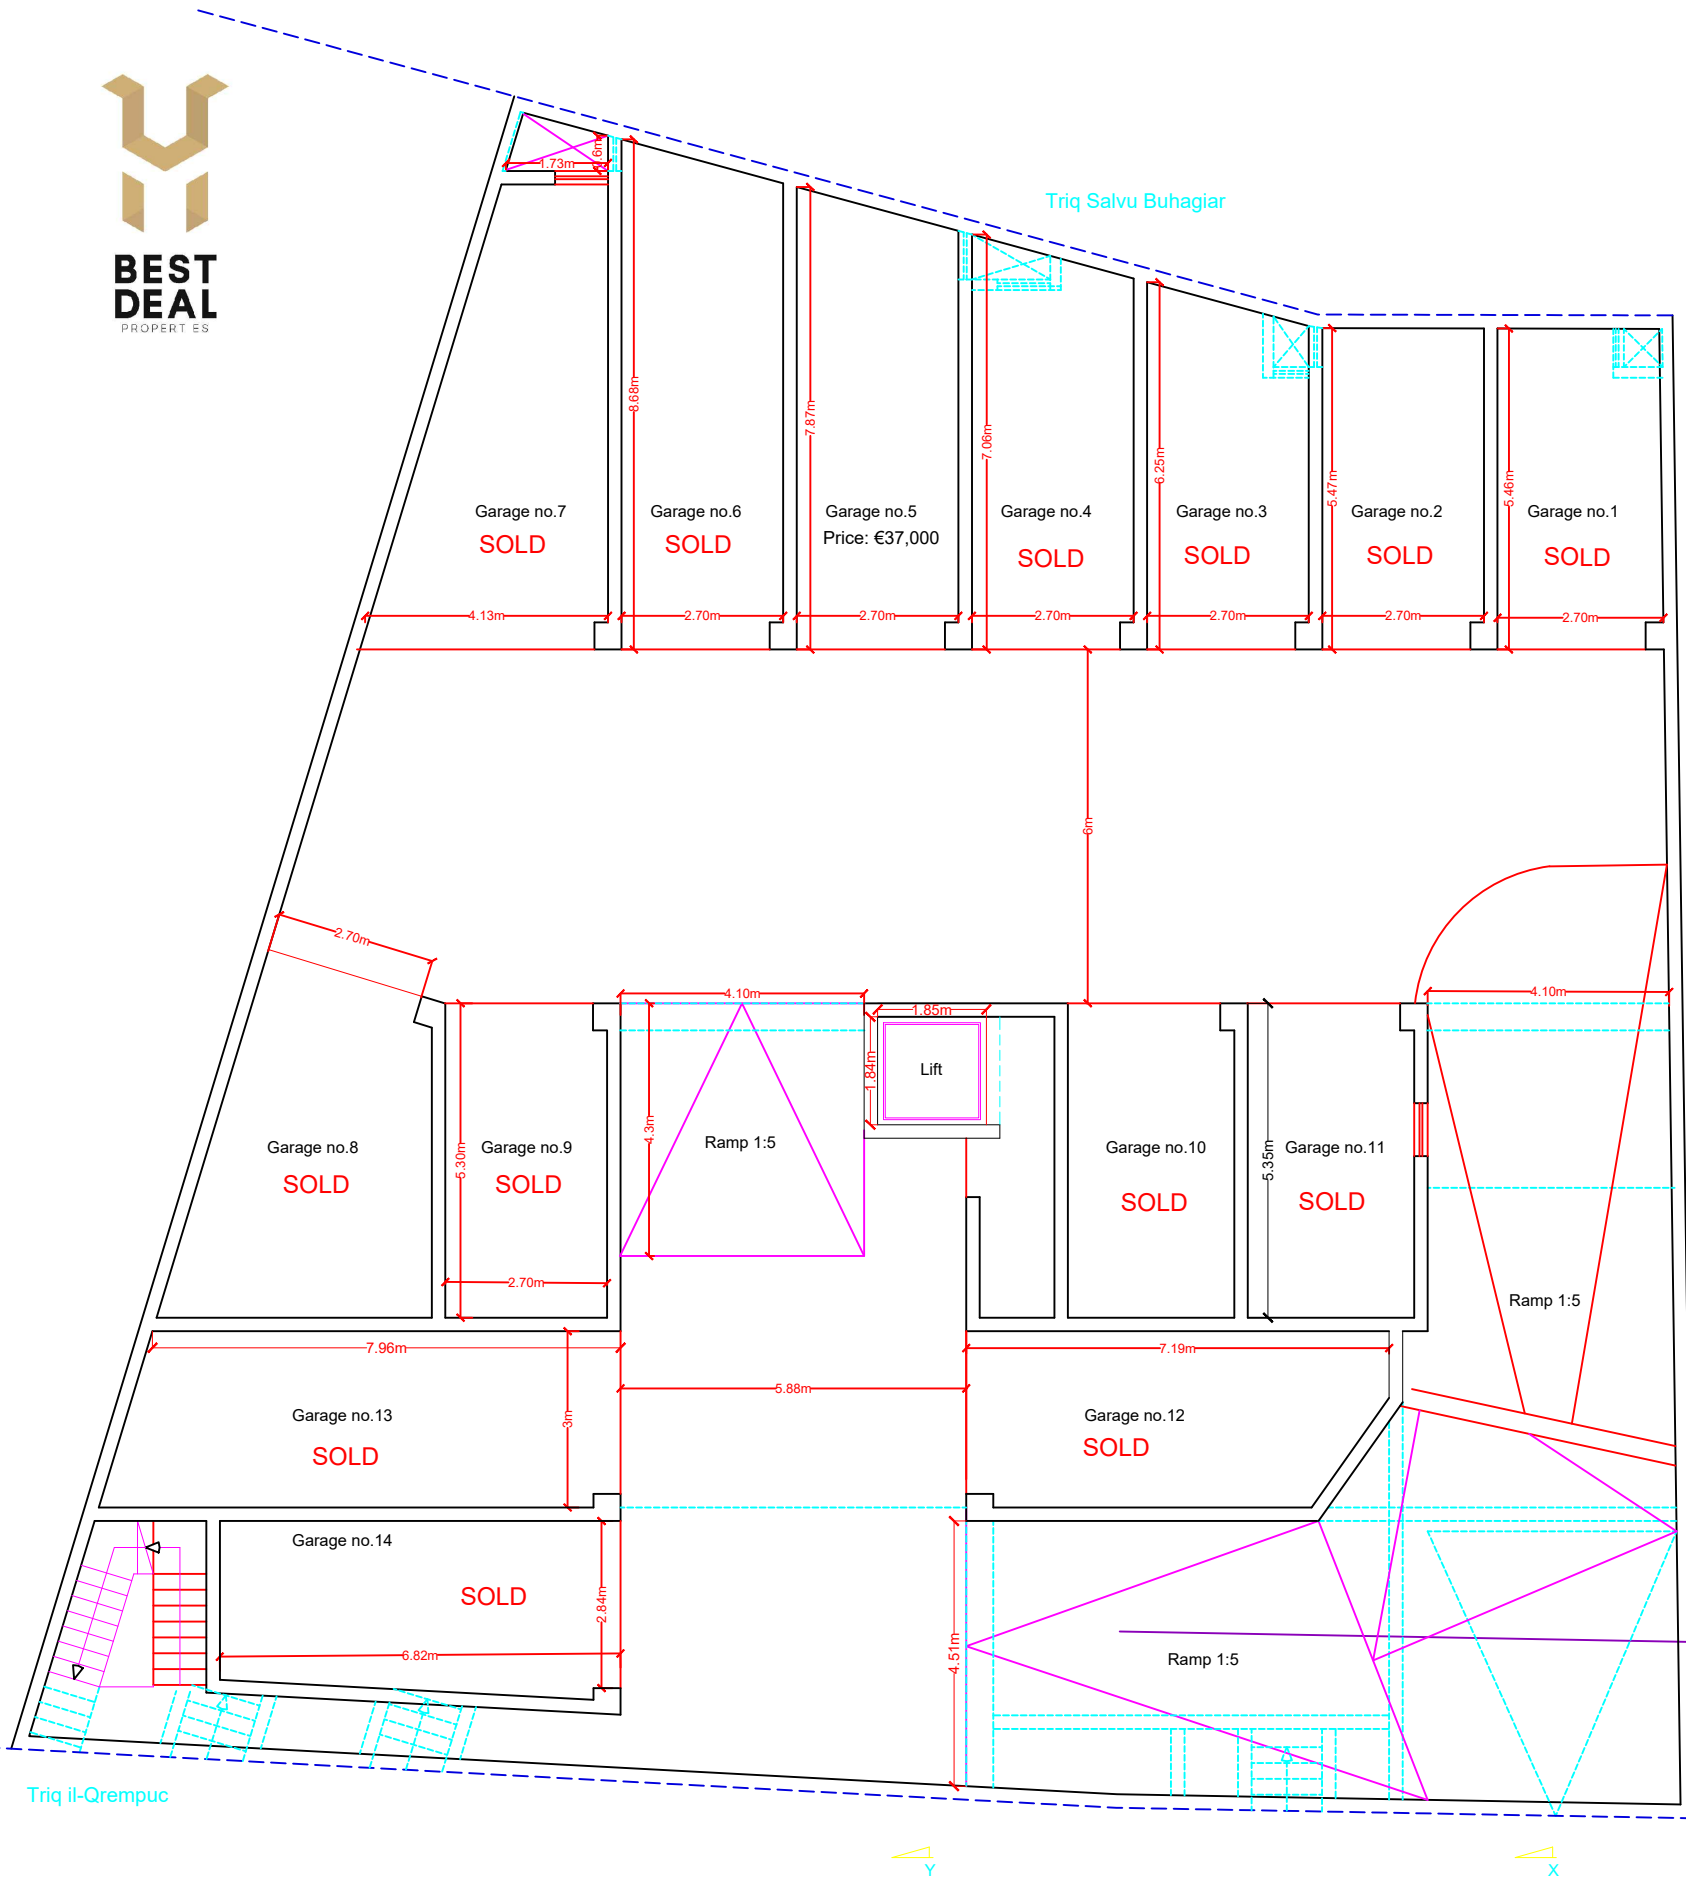 BEST
DEAL
PROPERT ES
1.73m
Triq Salvu Buhagiar
8.68m
7.87m
7.06m
6.25m
5.47m
5.46m
Garage no.7
SOLD
Garage no.6
SOLD
Garage no.5
Price: €37,000
Garage no.4
SOLD
Garage no.3
SOLD
Garage no.2
SOLD
Garage no.1
SOLD
4.13m
2.70m
2.70m
2.70m
2.70m
2.70m
2.70m
6m
2.70m
4.10m
1.85m
4.10m
1.84m
Lift
4.3m
Ramp 1:5
Garage no.8
SOLD
5.30m
Garage no.9
SOLD
2.70m
Garage no.10
SOLD
5.35m
Garage no.11
SOLD
Ramp 1:5
7.96m
7.19m
5.88m
Garage no.13
SOLD
3m
Garage no.12
SOLD
Garage no.14
SOLD
2.84m
6.82m
4.51m
Ramp 1:5
Triq il-Qrempuc
Y
X